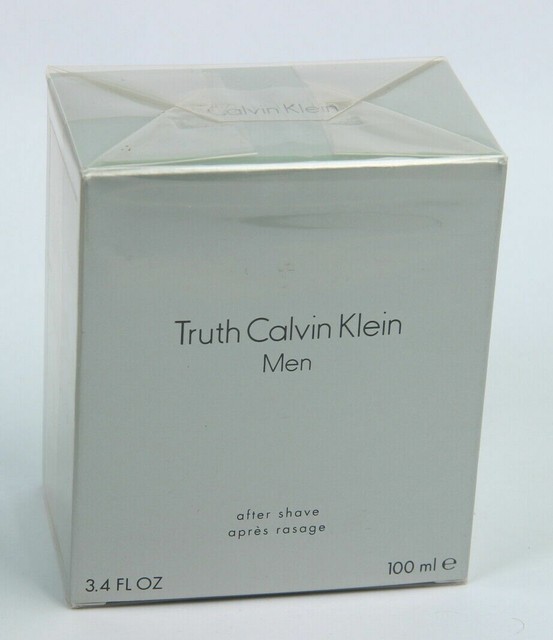 Calvin Klein
Truth Calvin Klein
Men
after shave
après rasage
3.4 FL OZ
100 ml ℮